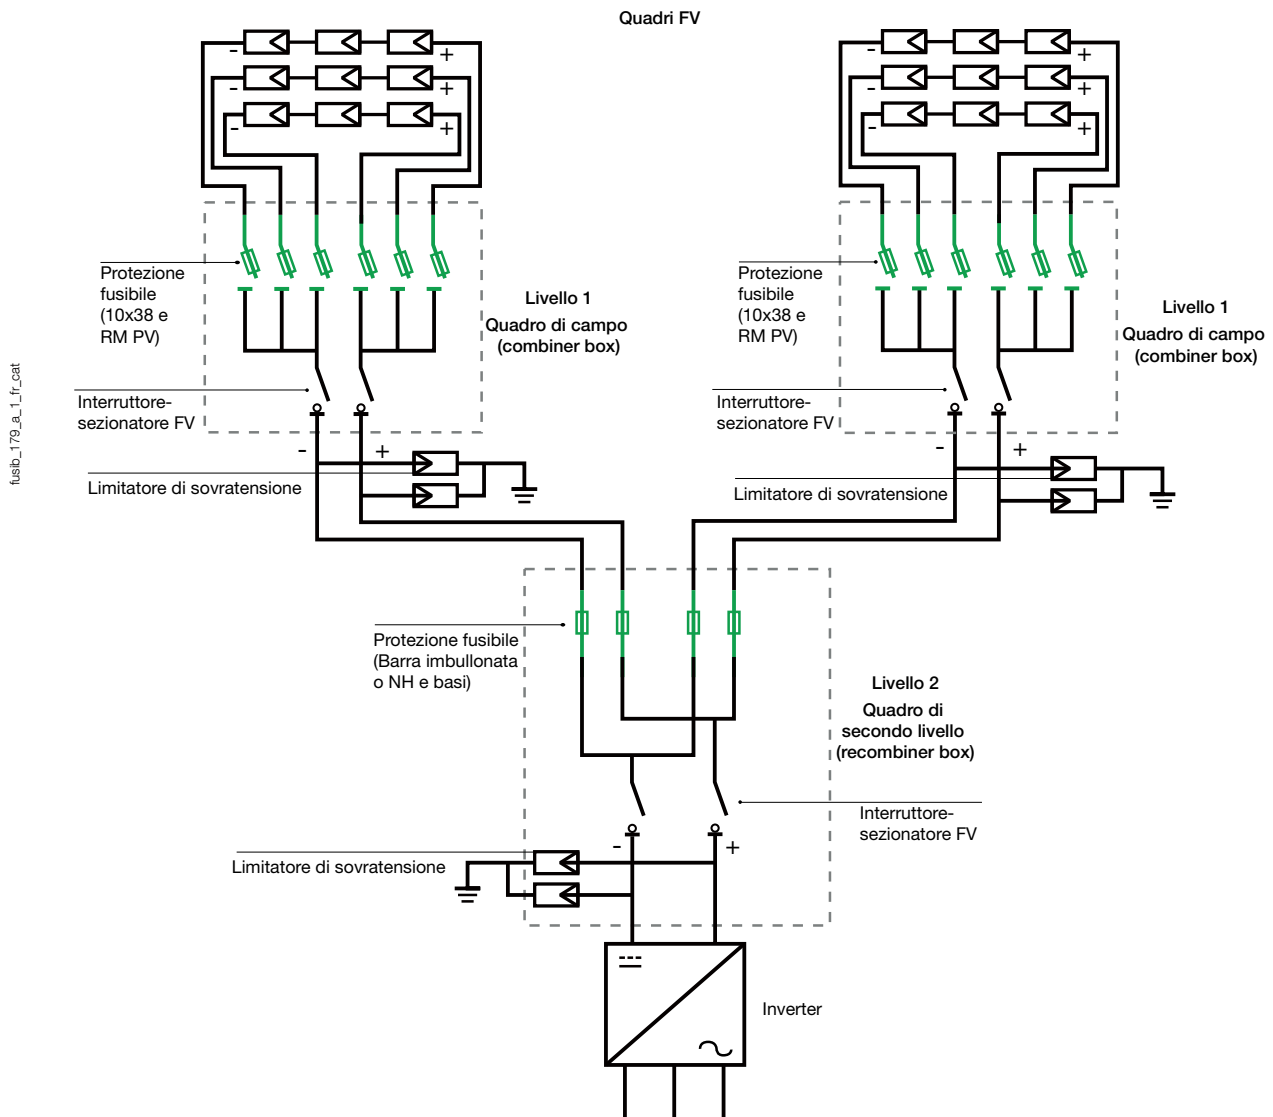 Quadri FV
- + - +
- + - +
- + - +
Protezione
fusibile
(10x38 e
RM PV)
Livello 1
Quadro di campo
(combiner box)
Interruttore-
sezionatore FV
- +
Limitatore di sovratensione
Protezione
fusibile
(10x38 e
RM PV)
Livello 1
Quadro di campo
(combiner box)
Interruttore-
sezionatore FV
- +
Limitatore di sovratensione
fusib_179_a_1_fr_cat
Protezione fusibile
(Barra imbullonata
o NH e basi)
Livello 2
Quadro di
secondo livello
(recombiner box)
Interruttore-
sezionatore FV
- +
Limitatore di sovratensione
Inverter